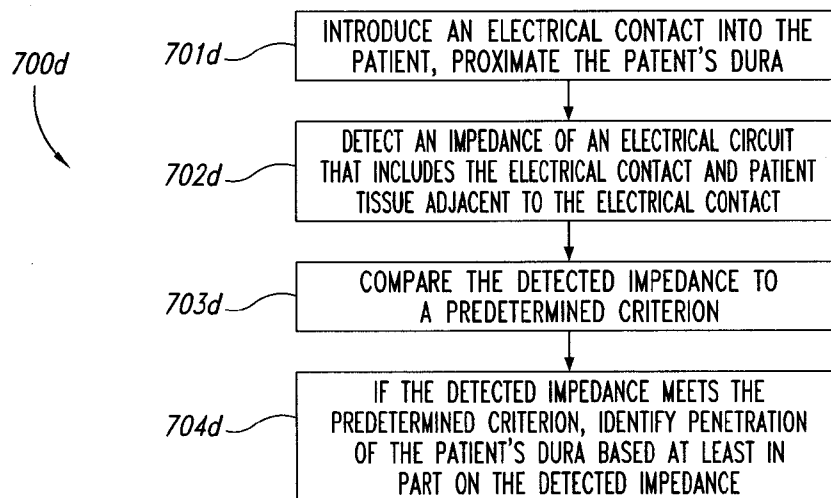 700d
701d
INTRODUCE AN ELECTRICAL CONTACT INTO THE
PATIENT, PROXIMATE THE PATENT'S DURA
702d
DETECT AN IMPEDANCE OF AN ELECTRICAL CIRCUIT
THAT INCLUDES THE ELECTRICAL CONTACT AND PATIENT
TISSUE ADJACENT TO THE ELECTRICAL CONTACT
703d
COMPARE THE DETECTED IMPEDANCE TO
A PREDETERMINED CRITERION
704d
IF THE DETECTED IMPEDANCE MEETS THE
PREDETERMINED CRITERION, IDENTIFY PENETRATION
OF THE PATIENT'S DURA BASED AT LEAST IN
PART ON THE DETECTED IMPEDANCE